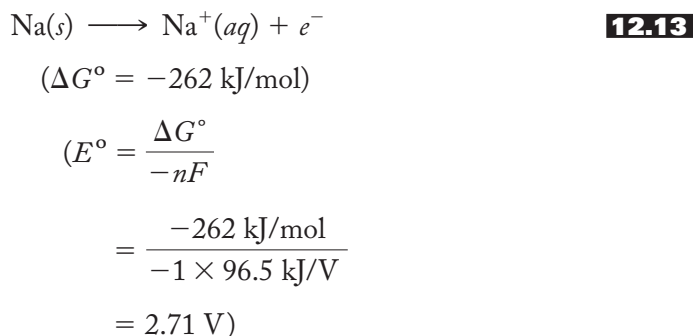 Na(s) ⟶ Na⁺(aq) + e⁻ 12.13
(ΔG° = −262 kJ/mol)
(E° = ΔG° / −nF
= −262 kJ/mol / −1 × 96.5 kJ/V
= 2.71 V)